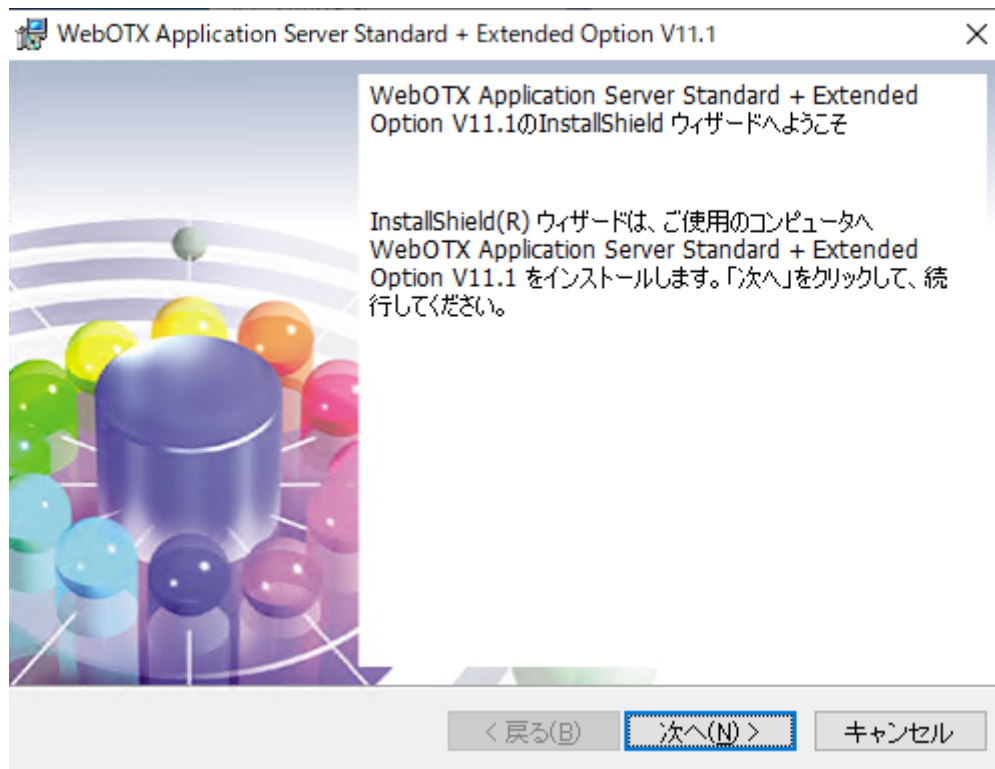 WebOTX Application Server Standard + Extended Option V11.1
WebOTX Application Server Standard + Extended
Option V11.1のInstallShield ウィザードへようこそ
InstallShield(R) ウィザードは、ご使用のコンピュータへ
WebOTX Application Server Standard + Extended
Option V11.1 をインストールします。「次へ」をクリックして、続
行してください。
< 戻る(B)
次へ(N) >
キャンセル